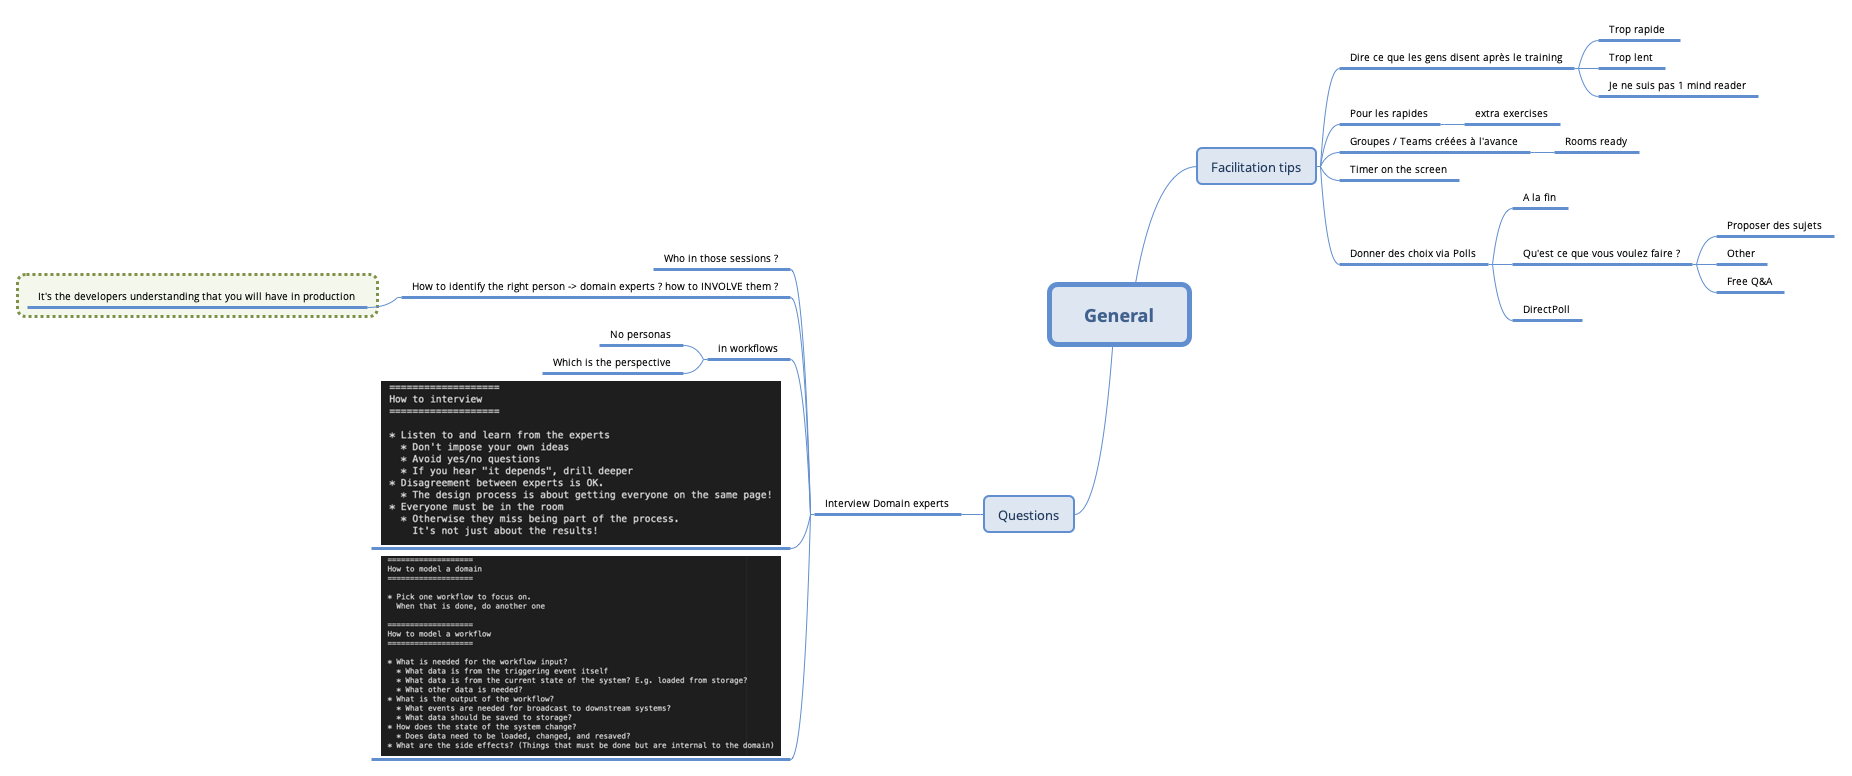 General
Facilitation tips
Dire ce que les gens disent après le training
Trop rapide
Trop lent
Je ne suis pas 1 mind reader
Pour les rapides
extra exercises
Groupes / Teams créées à l'avance
Rooms ready
Timer on the screen
Donner des choix via Polls
A la fin
Qu'est ce que vous voulez faire ?
Proposer des sujets
Other
Free Q&A
DirectPoll
Questions
Interview Domain experts
Who in those sessions ?
How to identify the right person -> domain experts ? how to INVOLVE them ?
It's the developers understanding that you will have in production
in workflows
No personas
Which is the perspective
===================
How to interview
===================
* Listen to and learn from the experts
* Don't impose your own ideas
* Avoid yes/no questions
* If you hear "it depends", drill deeper
* Disagreement between experts is OK.
* The design process is about getting everyone on the same page!
* Everyone must be in the room
* Otherwise they miss being part of the process.
It's not just about the results!
===================
How to model a domain
===================
* Pick one workflow to focus on.
When that is done, do another one
===================
How to model a workflow
===================
* What is needed for the workflow input?
* What data is from the triggering event itself
* What data is from the current state of the system? E.g. loaded from storage?
* What other data is needed?
* What is the output of the workflow?
* What events are needed for broadcast to downstream systems?
* What data should be saved to storage?
* How does the state of the system change?
* Does data need to be loaded, changed, and resaved?
* What are the side effects? (Things that must be done but are internal to the domain)